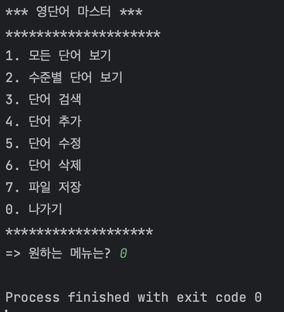 *** 영단어 마스터 ***
********************
1. 모든 단어 보기
2. 수준별 단어 보기
3. 단어 검색
4. 단어 추가
5. 단어 수정
6. 단어 삭제
7. 파일 저장
0. 나가기
*******************
=> 원하는 메뉴는? 0
Process finished with exit code 0